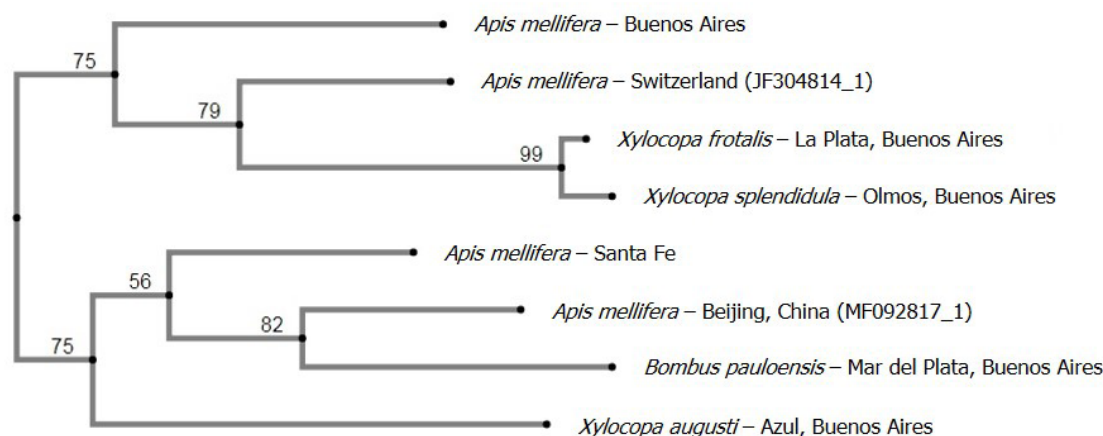 Apis mellifera – Buenos Aires
75
Apis mellifera – Switzerland (JF304814_1)
79
Xylocopa frotalis – La Plata, Buenos Aires
99
Xylocopa splendidula – Olmos, Buenos Aires
Apis mellifera – Santa Fe
56
Apis mellifera – Beijing, China (MF092817_1)
82
75
Bombus pauloensis – Mar del Plata, Buenos Aires
Xylocopa augusti – Azul, Buenos Aires